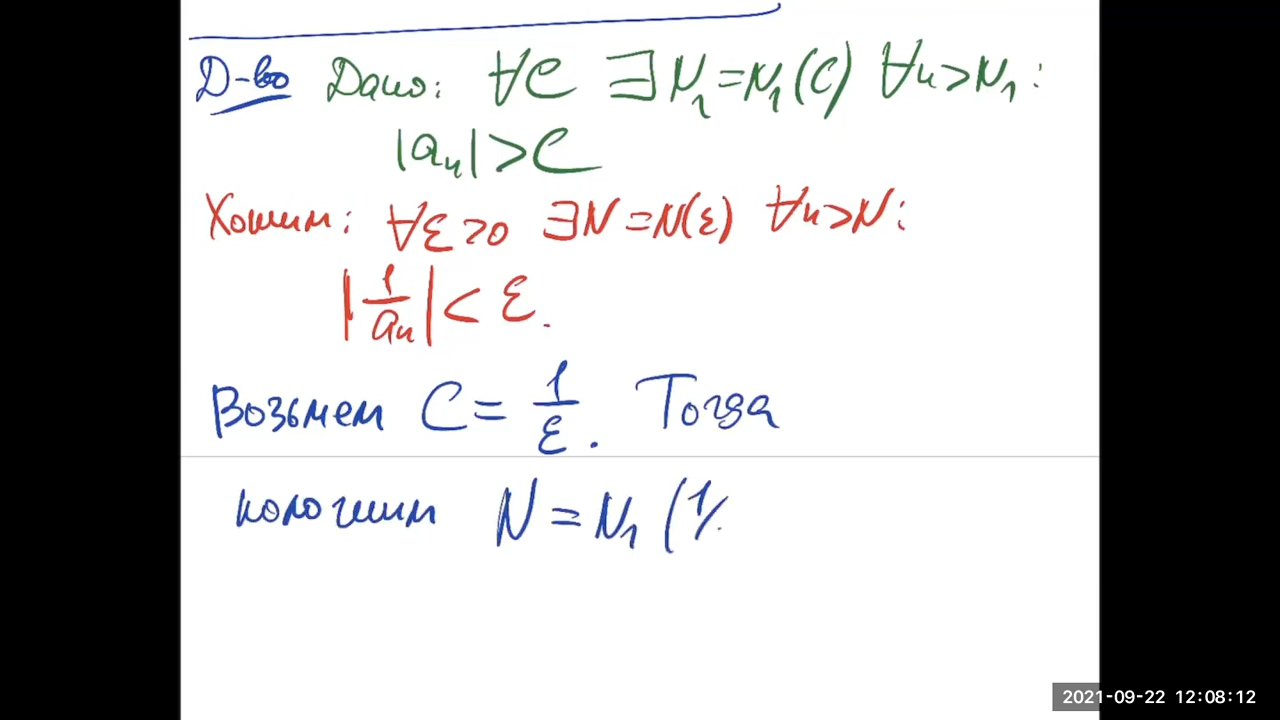 Д-во Дано: ∀C ∃N₁=N₁(C) ∀n>N₁:
|aₙ|>C
Хотим: ∀ε>0 ∃N=N(ε) ∀n>N:
|1/aₙ|<ε.
Возьмем C = 1/ε. Тогда
положим N = N₁ (1/
2021-09-22 12:08:12